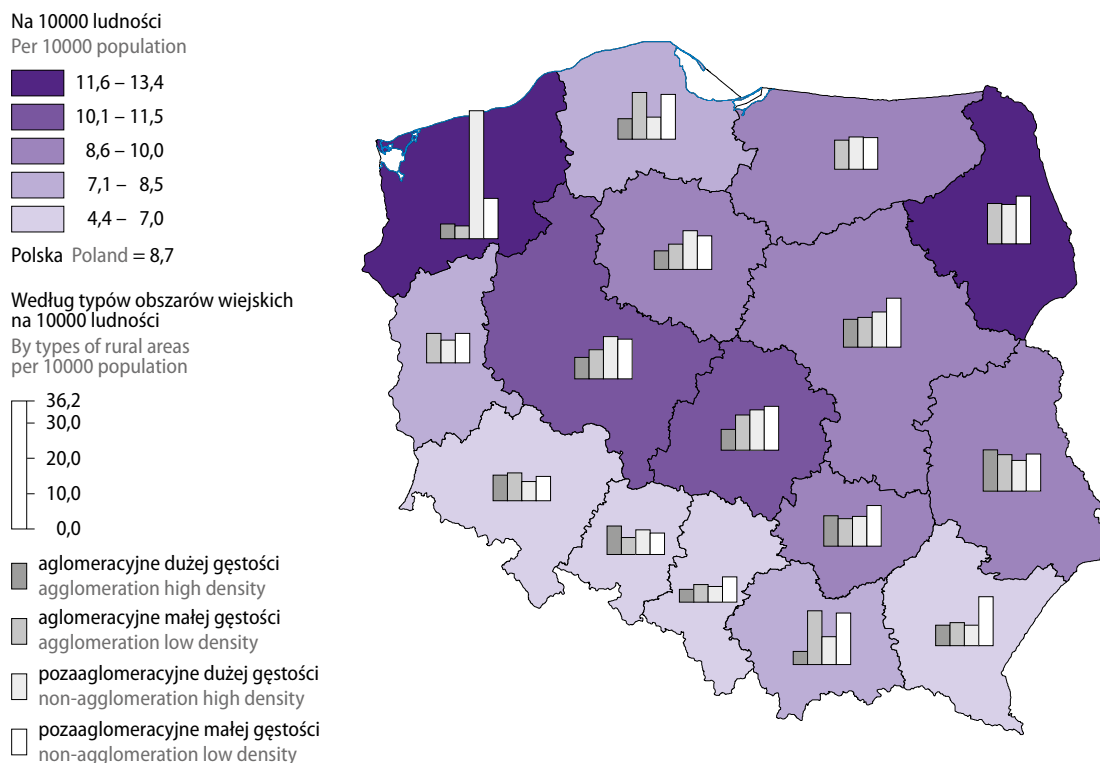 Na 10000 ludności
Per 10000 population
11,6 – 13,4
10,1 – 11,5
8,6 – 10,0
7,1 – 8,5
4,4 – 7,0
Polska Poland = 8,7
Według typów obszarów wiejskich
na 10000 ludności
By types of rural areas
per 10000 population
36,2
30,0
20,0
10,0
0,0
aglomeracyjne dużej gęstości
agglomeration high density
aglomeracyjne małej gęstości
agglomeration low density
pozaaglomeracyjne dużej gęstości
non-agglomeration high density
pozaaglomeracyjne małej gęstości
non-agglomeration low density